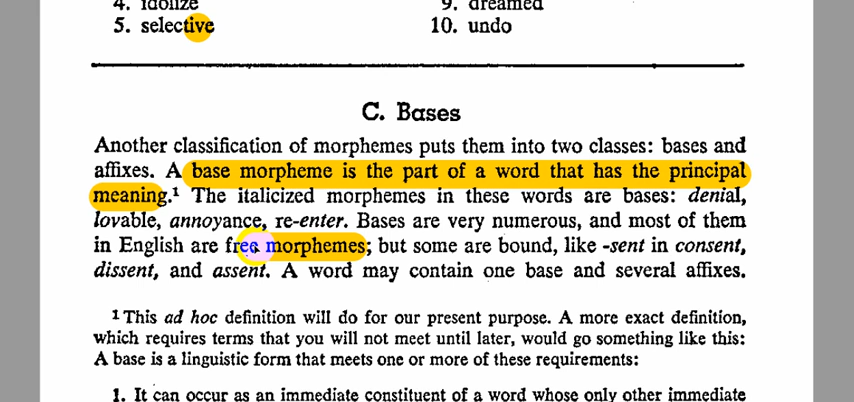 4. idolize 9. dreamed
5. selective 10. undo
C. Bases
Another classification of morphemes puts them into two classes: bases and
affixes. A base morpheme is the part of a word that has the principal
meaning.¹ The italicized morphemes in these words are bases: denial,
lovable, annoyance, re-enter. Bases are very numerous, and most of them
in English are free morphemes; but some are bound, like -sent in consent,
dissent, and assent. A word may contain one base and several affixes.
¹ This ad hoc definition will do for our present purpose. A more exact definition,
which requires terms that you will not meet until later, would go something like this:
A base is a linguistic form that meets one or more of these requirements:
1. It can occur as an immediate constituent of a word whose only other immediate